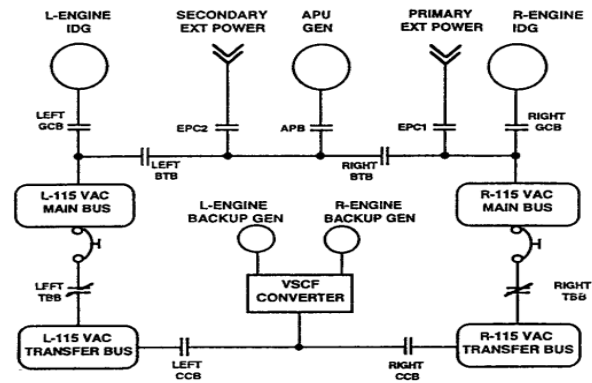 L-ENGINE
IDG
SECONDARY
EXT POWER
APU
GEN
PRIMARY
EXT POWER
R-ENGINE
IDG
LEFT
GCB
EPC2
APB
EPC1
RIGHT
GCB
LEFT
BTB
RIGHT
BTB
L-115 VAC
MAIN BUS
R-115 VAC
MAIN BUS
L-ENGINE
BACKUP GEN
R-ENGINE
BACKUP GEN
LEFT
TBB
VSCF
CONVERTER
RIGHT
TBB
L-115 VAC
TRANSFER BUS
R-115 VAC
TRANSFER BUS
LEFT
CCB
RIGHT
CCB